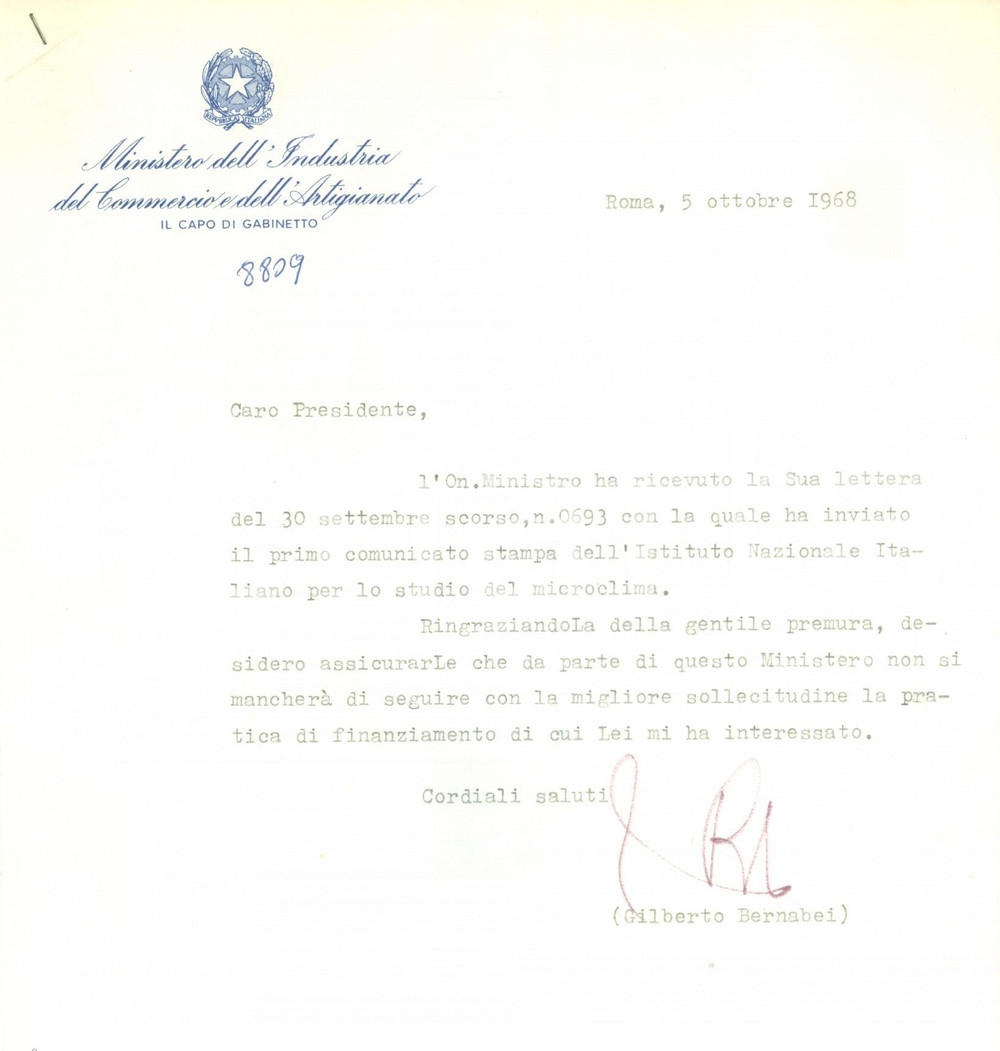 REPVBBLICA ITALIANA
Ministero dell'Industria
del Commercio e dell'Artigianato
IL CAPO DI GABINETTO
8809
Roma, 5 ottobre I968
Caro Presidente,
l'On.Ministro ha ricevuto la Sua lettera
del 30 settembre scorso,n.0693 con la quale ha inviato
il primo comunicato stampa dell'Istituto Nazionale Ita-
liano per lo studio del microclima.
RingraziandoLa della gentile premura, de-
sidero assicurarLe che da parte di questo Ministero non si
mancherà di seguire con la migliore sollecitudine la pra-
tica di finanziamento di cui Lei mi ha interessato.
Cordiali saluti
(Gilberto Bernabei)